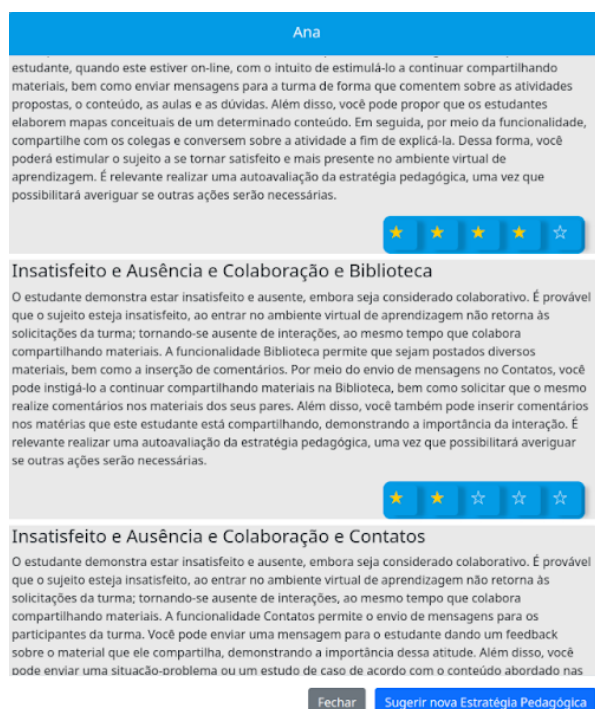 Ana
estudante, quando este estiver on-line, com o intuito de estimulá-lo a continuar compartilhando
materiais, bem como enviar mensagens para a turma de forma que comentem sobre as atividades
propostas, o conteúdo, as aulas e as dúvidas. Além disso, você pode propor que os estudantes
elaborem mapas conceituais de um determinado conteúdo. Em seguida, por meio da funcionalidade,
compartilhe com os colegas e conversem sobre a atividade a fim de explicá-la. Dessa forma, você
poderá estimular o sujeito a se tornar satisfeito e mais presente no ambiente virtual de
aprendizagem. É relevante realizar uma autoavaliação da estratégia pedagógica, uma vez que
possibilitará averiguar se outras ações serão necessárias.
Insatisfeito e Ausência e Colaboração e Biblioteca
O estudante demonstra estar insatisfeito e ausente, embora seja considerado colaborativo. É provável
que o sujeito esteja insatisfeito, ao entrar no ambiente virtual de aprendizagem não retorna às
solicitações da turma; tornando-se ausente de interações, ao mesmo tempo que colabora
compartilhando materiais. A funcionalidade Biblioteca permite que sejam postados diversos
materiais, bem como a inserção de comentários. Por meio do envio de mensagens no Contatos, você
pode instigá-lo a continuar compartilhando materiais na Biblioteca, bem como solicitar que o mesmo
realize comentários nos materiais dos seus pares. Além disso, você também pode inserir comentários
nos matérias que este estudante está compartilhando, demonstrando a importância da interação. É
relevante realizar uma autoavaliação da estratégia pedagógica, uma vez que possibilitará averiguar
se outras ações serão necessárias.
Insatisfeito e Ausência e Colaboração e Contatos
O estudante demonstra estar insatisfeito e ausente, embora seja considerado colaborativo. É provável
que o sujeito esteja insatisfeito, ao entrar no ambiente virtual de aprendizagem não retorna às
solicitações da turma; tornando-se ausente de interações, ao mesmo tempo que colabora
compartilhando materiais. A funcionalidade Contatos permite o envio de mensagens para os
participantes da turma. Você pode enviar uma mensagem para o estudante dando um feedback
sobre o material que ele compartilha, demonstrando a importância dessa atitude. Além disso, você
pode enviar uma situação-problema ou um estudo de caso de acordo com o conteúdo abordado nas
Fechar Sugerir nova Estratégia Pedagógica